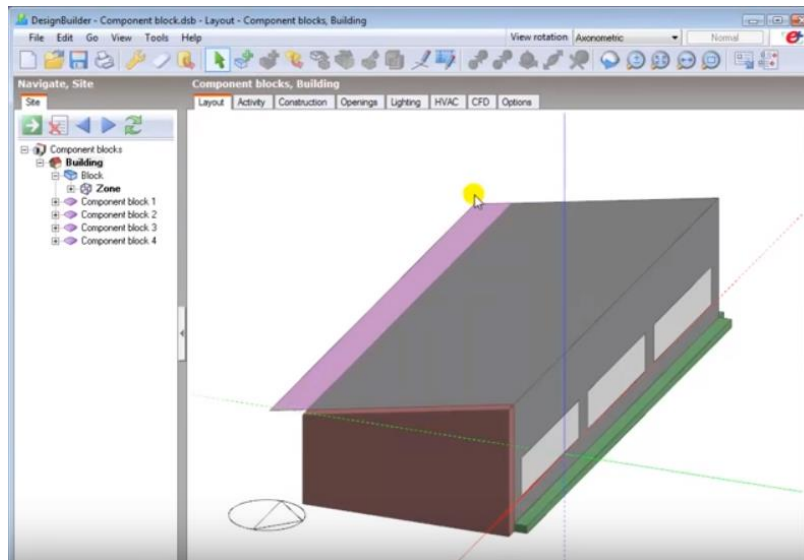 DesignBuilder - Component block.dsb - Layout - Component blocks, Building
File Edit Go View Tools Help View rotation Axonometric Normal
Navigate, Site
Component blocks, Building
Site
Layout Activity Construction Openings Lighting HVAC CFD Options
Component blocks
Building
Block
Zone
Component block 1
Component block 2
Component block 3
Component block 4